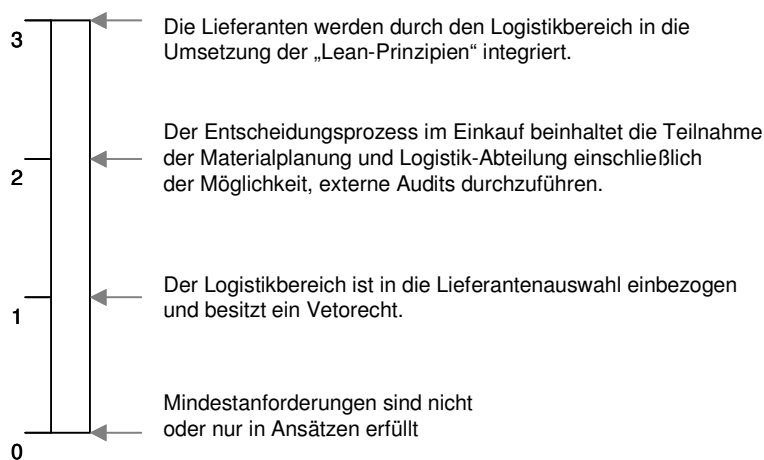 3
Die Lieferanten werden durch den Logistikbereich in die
Umsetzung der „Lean-Prinzipien“ integriert.
Der Entscheidungsprozess im Einkauf beinhaltet die Teilnahme
der Materialplanung und Logistik-Abteilung einschließlich
der Möglichkeit, externe Audits durchzuführen.
2
Der Logistikbereich ist in die Lieferantenauswahl einbezogen
und besitzt ein Vetorecht.
1
Mindestanforderungen sind nicht
oder nur in Ansätzen erfüllt
0